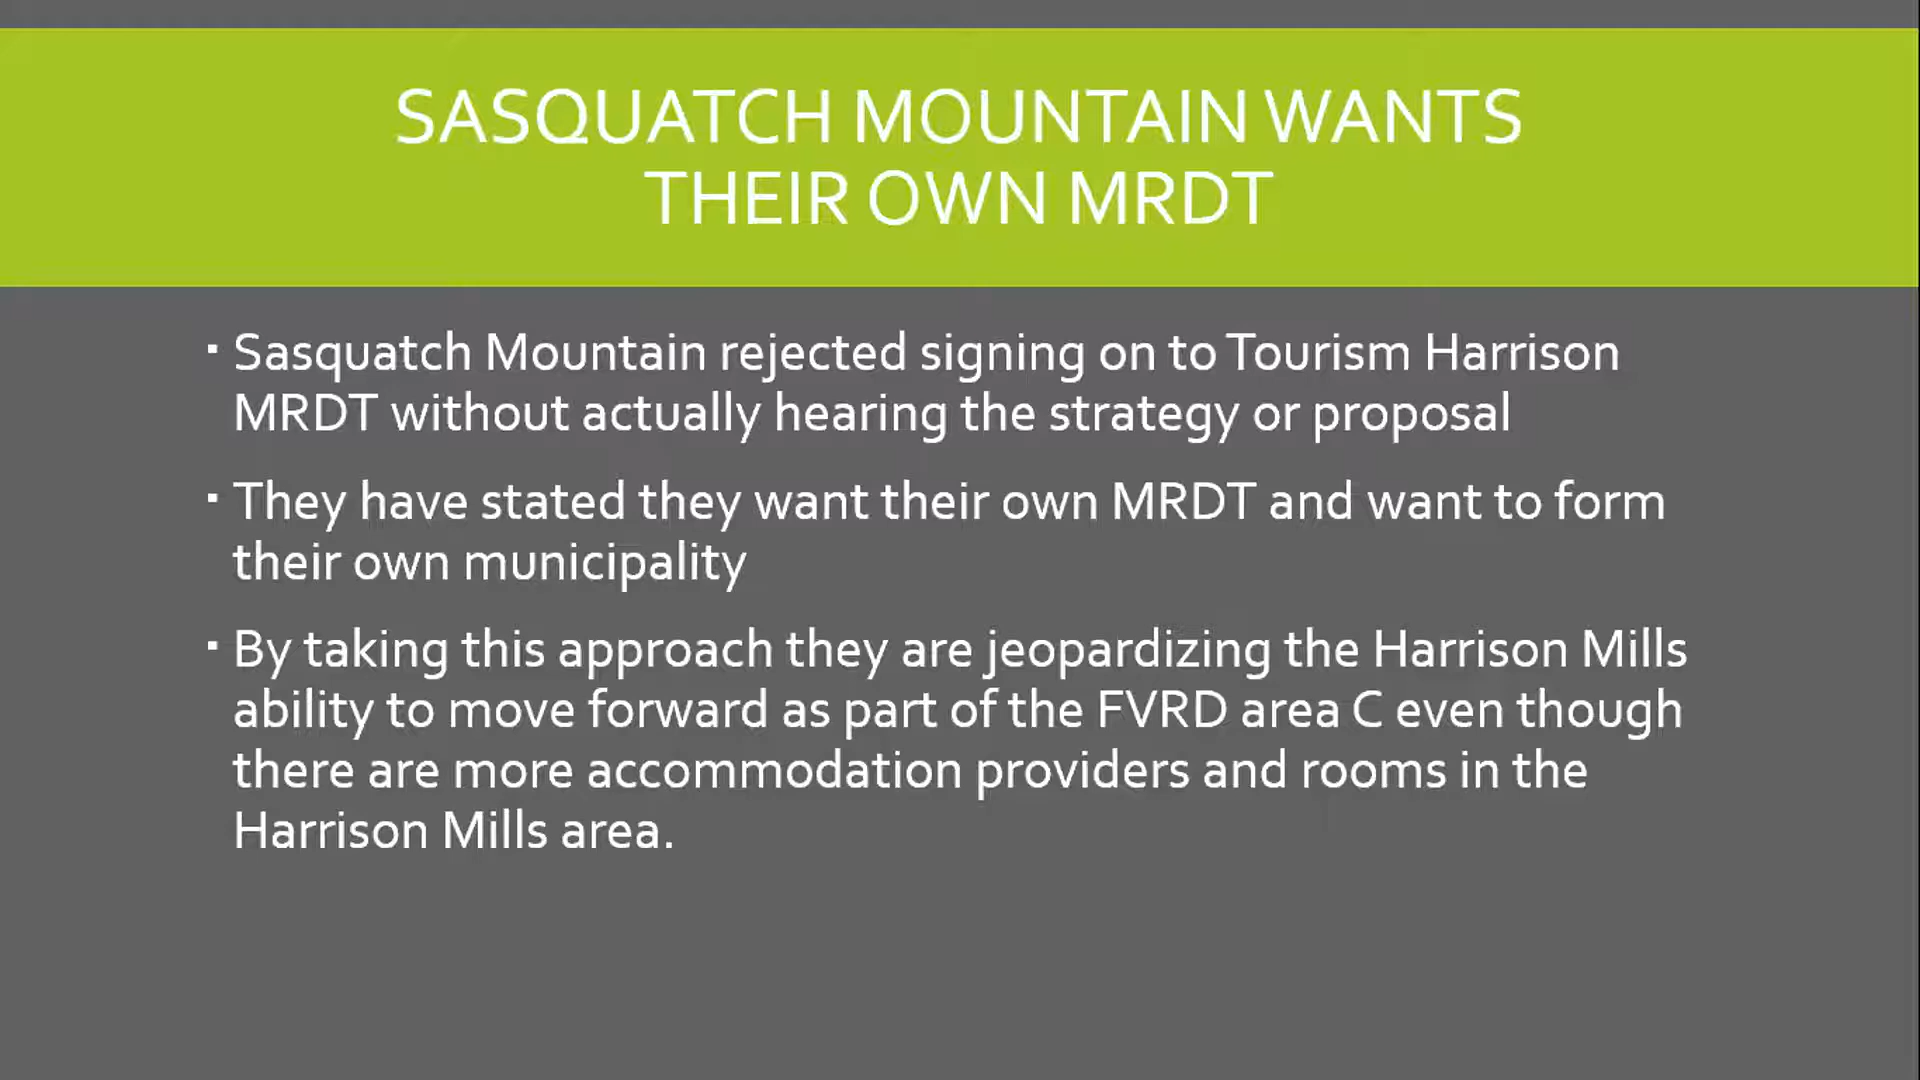 SASQUATCH MOUNTAIN WANTS
THEIR OWN MRDT
▪ Sasquatch Mountain rejected signing on to Tourism Harrison
MRDT without actually hearing the strategy or proposal
▪ They have stated they want their own MRDT and want to form
their own municipality
▪ By taking this approach they are jeopardizing the Harrison Mills
ability to move forward as part of the FVRD area C even though
there are more accommodation providers and rooms in the
Harrison Mills area.